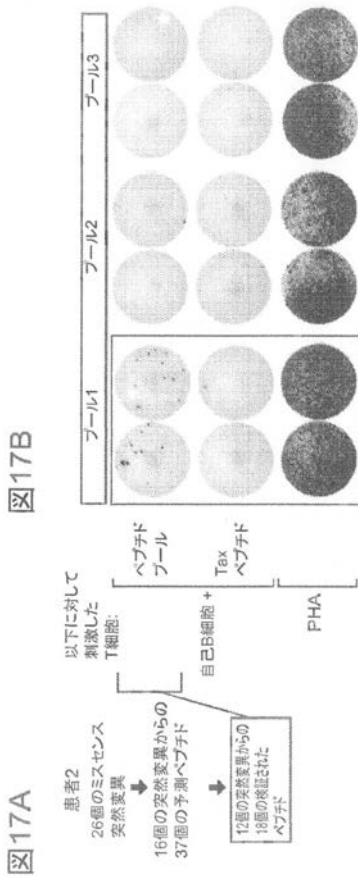 図17A
患者2
26個のミスセンス
突然変異
16個の突然変異からの
37個の予測ペプチド
12個の突然変異からの
18個の検証された
ペプチド
図17B
以下に対して
刺激した
T細胞:
自己B細胞 +
ペプチド
プール
Tax
ペプチド
PHA
プール1
プール2
プール3